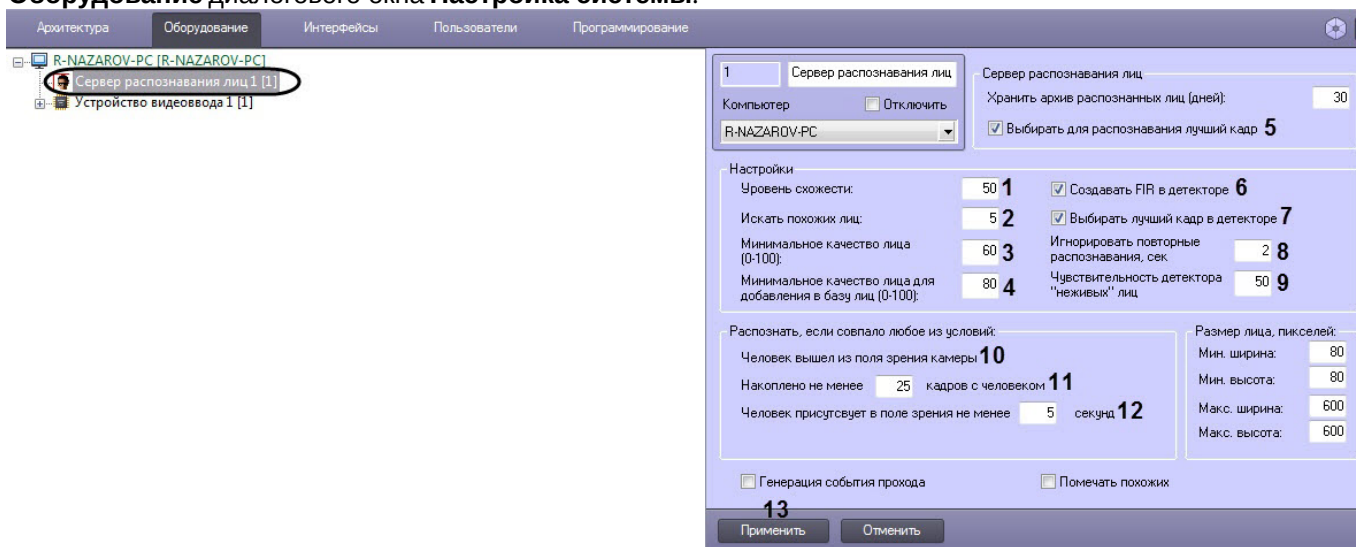 Оборудование диалогового окна Настройка системы.
Архитектура Оборудование Интерфейсы Пользователи Программирование
R-NAZAROV-PC [R-NAZAROV-PC]
Сервер распознавания лиц 1 [1]
Устройство видеоввода 1 [1]
1 Сервер распознавания лиц
Компьютер Отключить
R-NAZAROV-PC
Сервер распознавания лиц
Хранить архив распознанных лиц (дней): 30
Выбирать для распознавания лучший кадр 5
Настройки
Уровень схожести: 50 1
Искать похожих лиц: 5 2
Минимальное качество лица
(0-100): 60 3
Минимальное качество лица для
добавления в базу лиц (0-100): 80 4
Создавать FIR в детекторе 6
Выбирать лучший кадр в детекторе 7
Игнорировать повторные
распознавания, сек 2 8
Чувствительность детектора
"неживых" лиц 50 9
Распознать, если совпало любое из условий:
Человек вышел из поля зрения камеры 10
Накоплено не менее 25 кадров с человеком 11
Человек присутсвует в поле зрения не менее 5 секунд 12
Размер лица, пикселей:
Мин. ширина: 80
Мин. высота: 80
Макс. ширина: 600
Макс. высота: 600
Генерация события прохода Помечать похожих
13
Применить Отменить